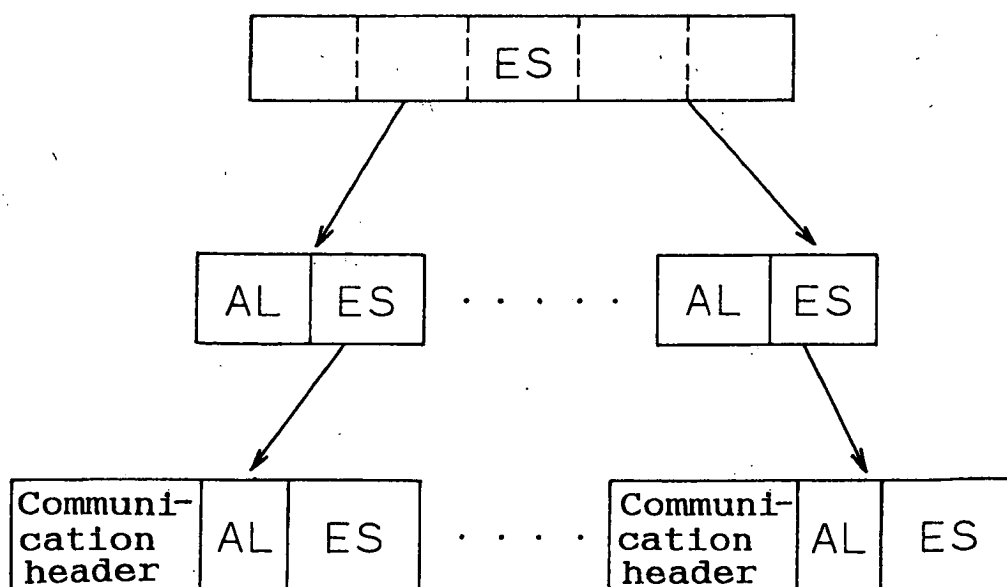 ES
AL ES . . . . . AL ES
Communi-
cation
header
AL ES
. . . . .
Communi-
cation
header
AL ES